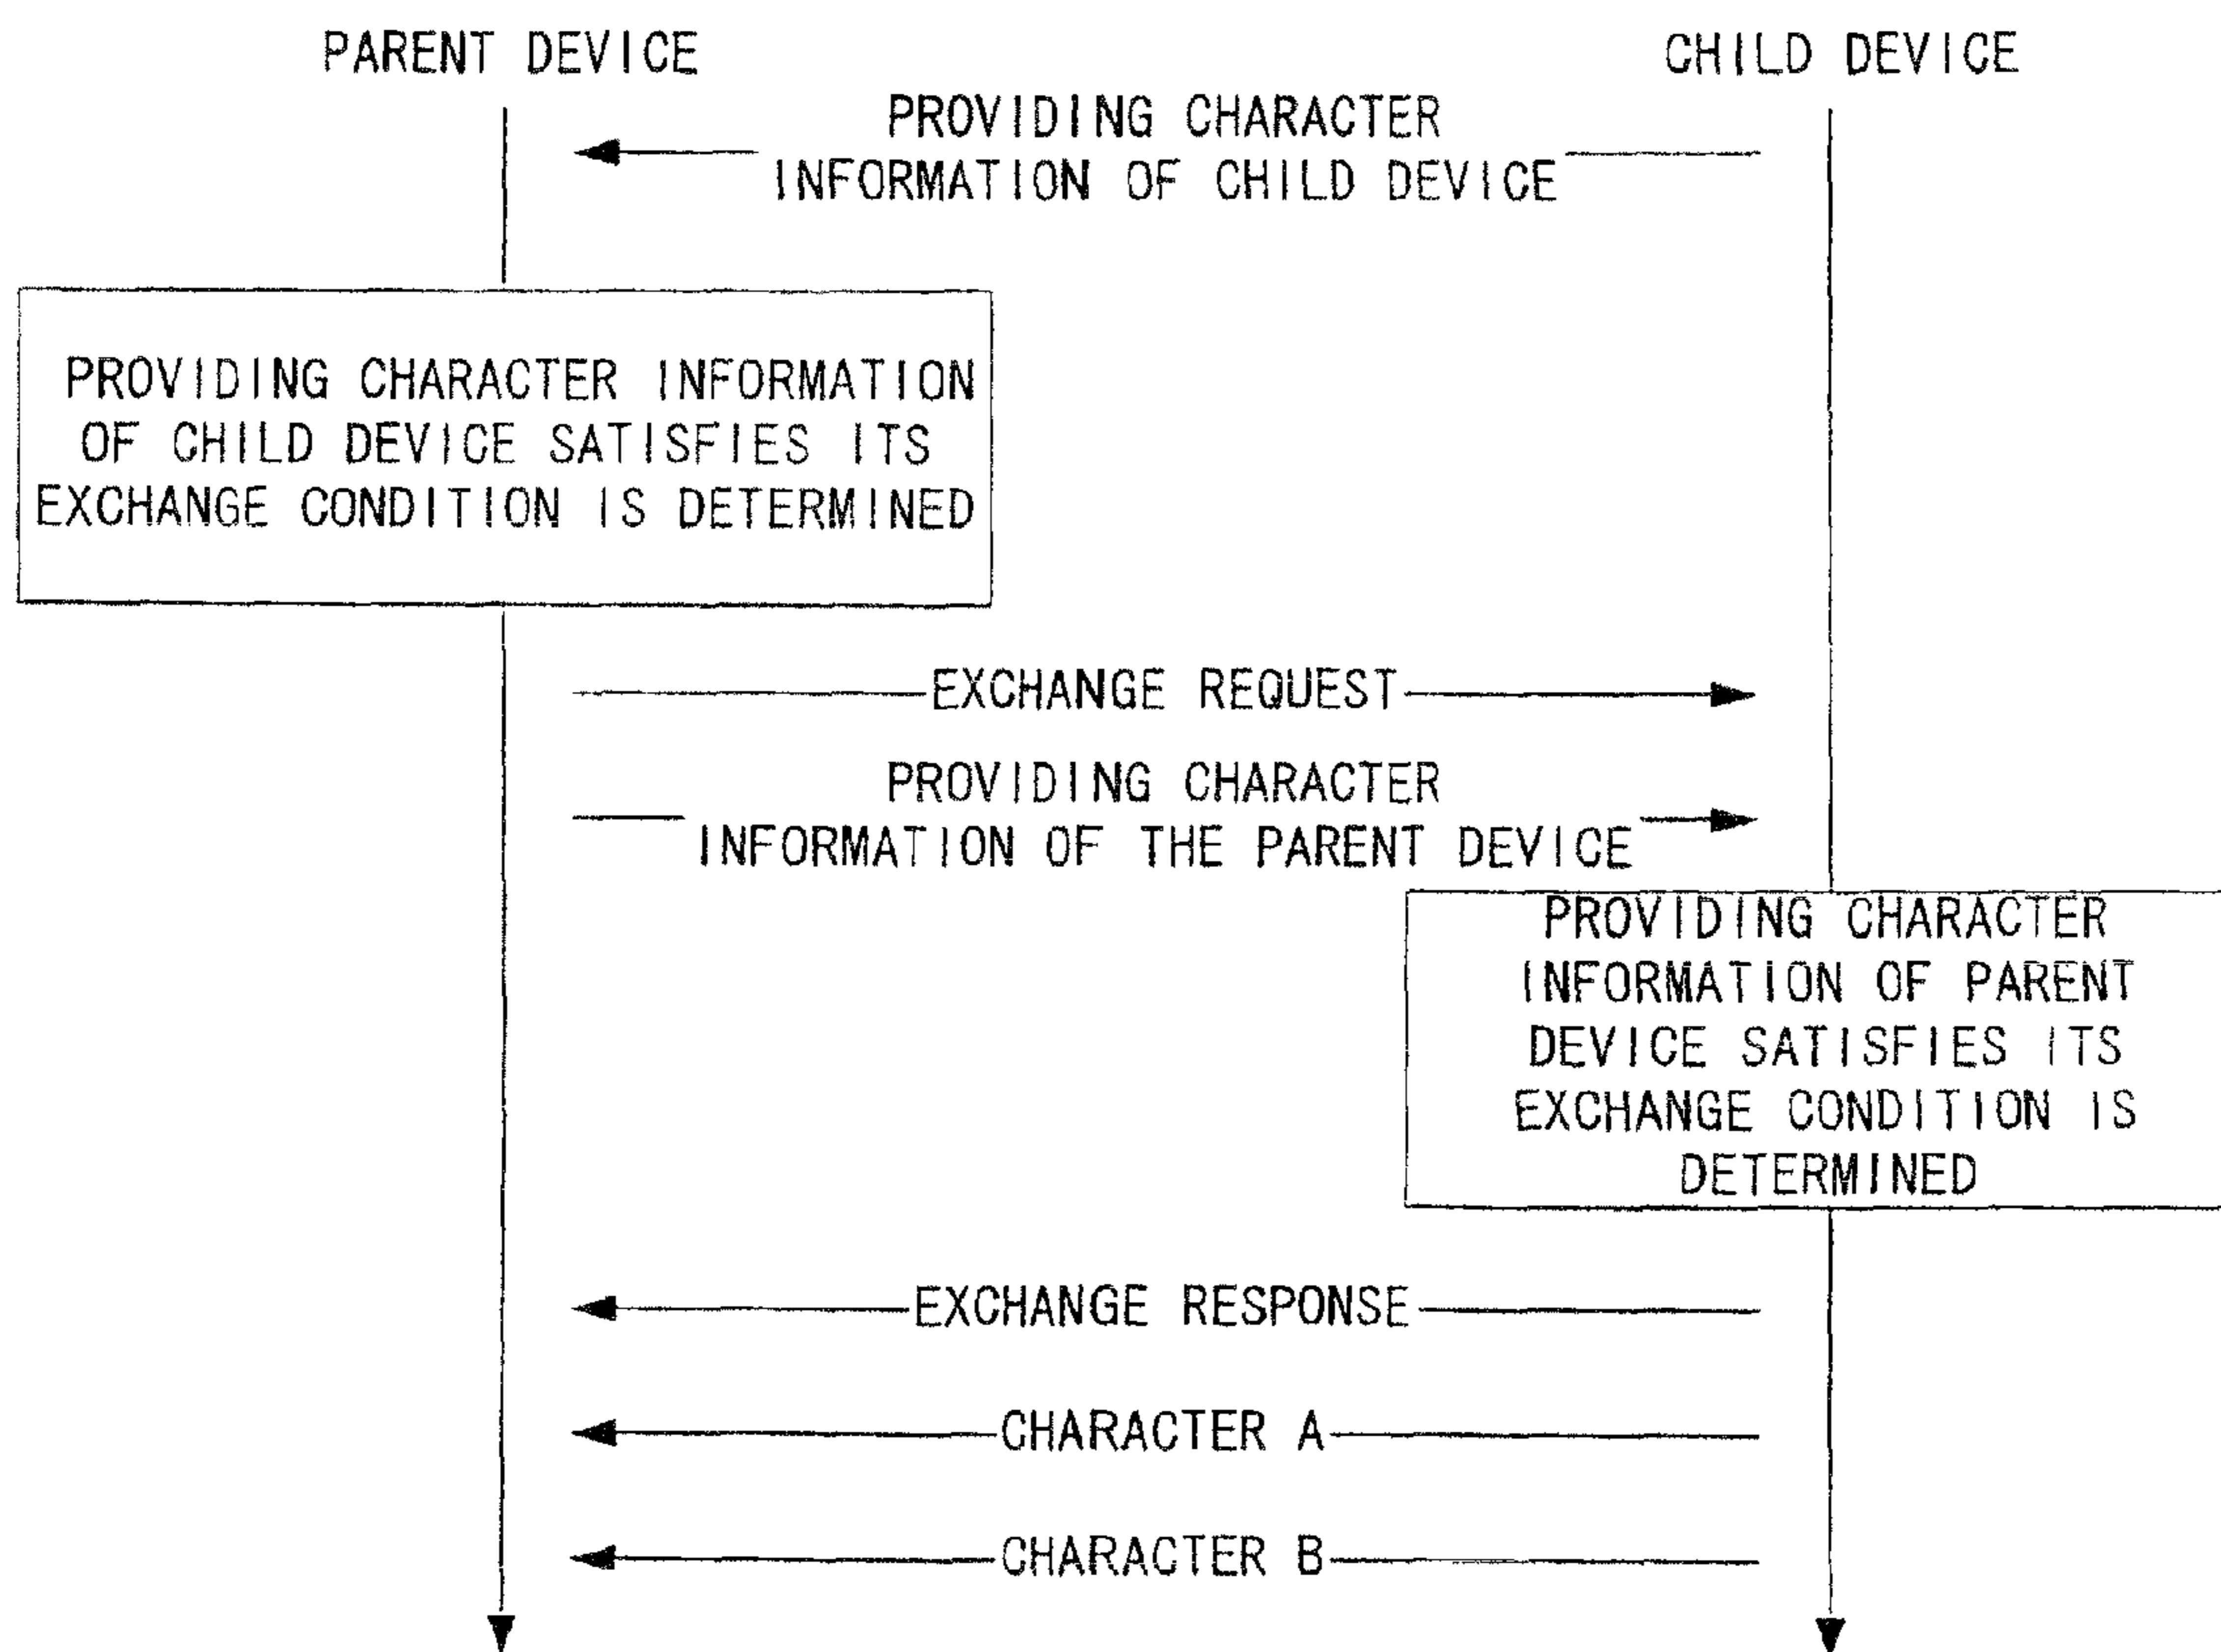 PARENT DEVICE
CHILD DEVICE
PROVIDING CHARACTER
INFORMATION OF CHILD DEVICE
PROVIDING CHARACTER INFORMATION
OF CHILD DEVICE SATISFIES ITS
EXCHANGE CONDITION IS DETERMINED
EXCHANGE REQUEST
PROVIDING CHARACTER
INFORMATION OF THE PARENT DEVICE
PROVIDING CHARACTER
INFORMATION OF PARENT
DEVICE SATISFIES ITS
EXCHANGE CONDITION IS
DETERMINED
EXCHANGE RESPONSE
CHARACTER A
CHARACTER B